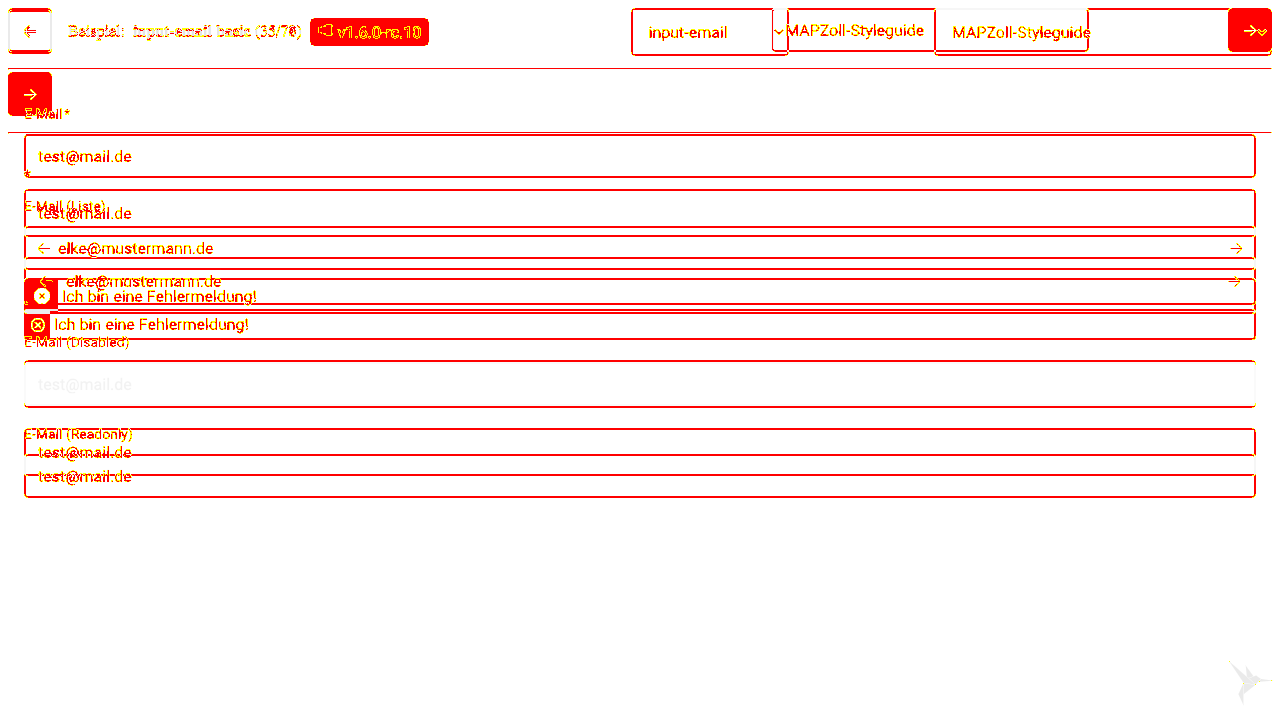 Beispiel: input-email basic (35/70) v1.6.0-rc.10 input-email MAPZoll-Styleguide MAPZoll-Styleguide
E-Mail *
test@mail.de
*
E-Mail (Liste)
test@mail.de
elke@mustermann.de
elke@mustermann.de
Ich bin eine Fehlermeldung!
Ich bin eine Fehlermeldung!
E-Mail (Disabled)
test@mail.de
E-Mail (Readonly)
test@mail.de
test@mail.de